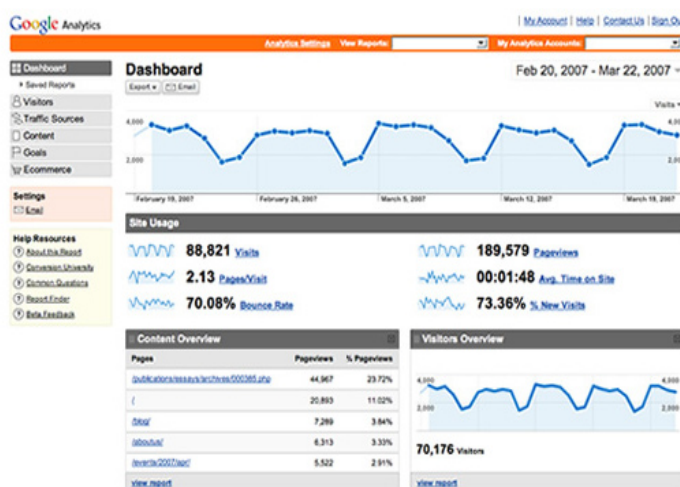 Google Analytics
My Account | Help | Contact Us | Sign Ou
Analytics Settings View Reports: My Analytics Accounts:
Dashboard
Saved Reports
Visitors
Traffic Sources
Content
Goals
Ecommerce
Settings
Email
Help Resources
About this Report
Conversion University
Common Questions
Report Finder
Beta Feedback
Dashboard
Feb 20, 2007 - Mar 22, 2007
Export Email
Visits
4,000 4,00
2,000 2,00
February 19, 2007 February 26, 2007 March 5, 2007 March 12, 2007 March 19, 2007
Site Usage
88,821 Visits
189,579 Pageviews
2.13 Pages/Visit
00:01:48 Avg. Time on Site
70.08% Bounce Rate
73.36% % New Visits
Content Overview
Pages Pageviews % Pageviews
/publications/essays/archives/000385.php 44,967 23.72%
/ 20,893 11.02%
/blog/ 7,289 3.84%
/aboutus/ 6,313 3.33%
/events/2007/apr/ 5,522 2.91%
view report
Visitors Overview
4,000 4,000
2,000 2,000
70,176 Visitors
view report